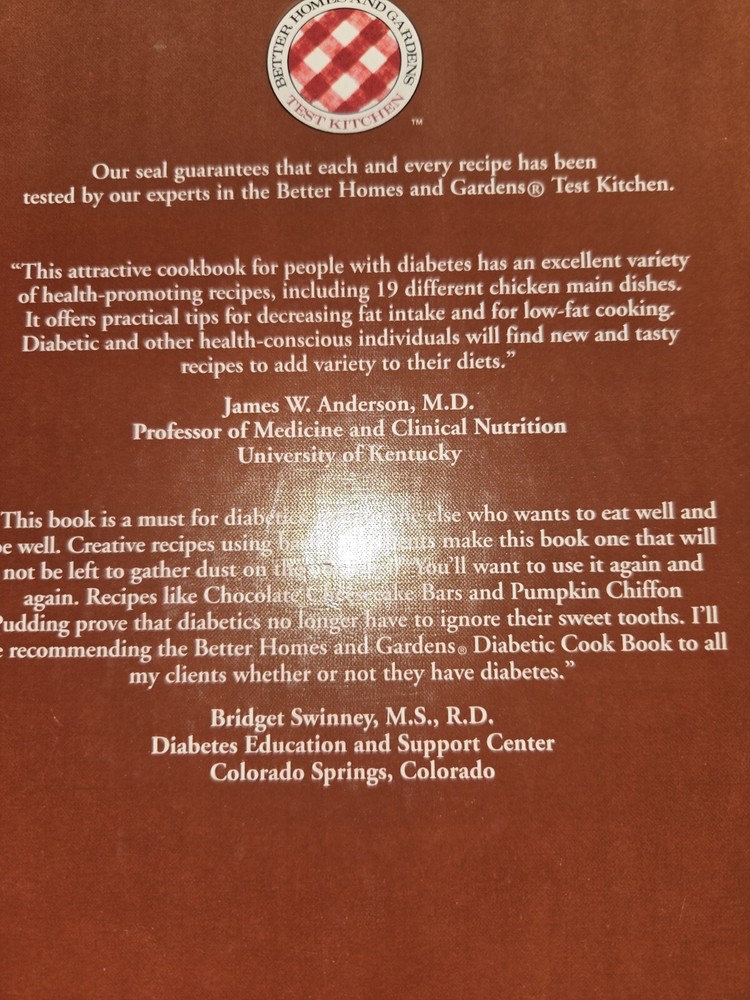 BETTER HOMES AND GARDENS
TEST KITCHEN
™
Our seal guarantees that each and every recipe has been
tested by our experts in the Better Homes and Gardens® Test Kitchen.
“This attractive cookbook for people with diabetes has an excellent variety
of health-promoting recipes, including 19 different chicken main dishes.
It offers practical tips for decreasing fat intake and for low-fat cooking.
Diabetic and other health-conscious individuals will find new and tasty
recipes to add variety to their diets.”
James W. Anderson, M.D.
Professor of Medicine and Clinical Nutrition
University of Kentucky
This book is a must for else who wants to eat well and
well. Creative recipes using make this book one that will
not be left to gather dust on You’ll want to use it again and
again. Recipes like Chocolate Cheesecake Bars and Pumpkin Chiffon
Pudding prove that diabetics no longer have to ignore their sweet tooths. I’ll
recommending the Better Homes and Gardens® Diabetic Cook Book to all
my clients whether or not they have diabetes.”
Bridget Swinney, M.S., R.D.
Diabetes Education and Support Center
Colorado Springs, Colorado